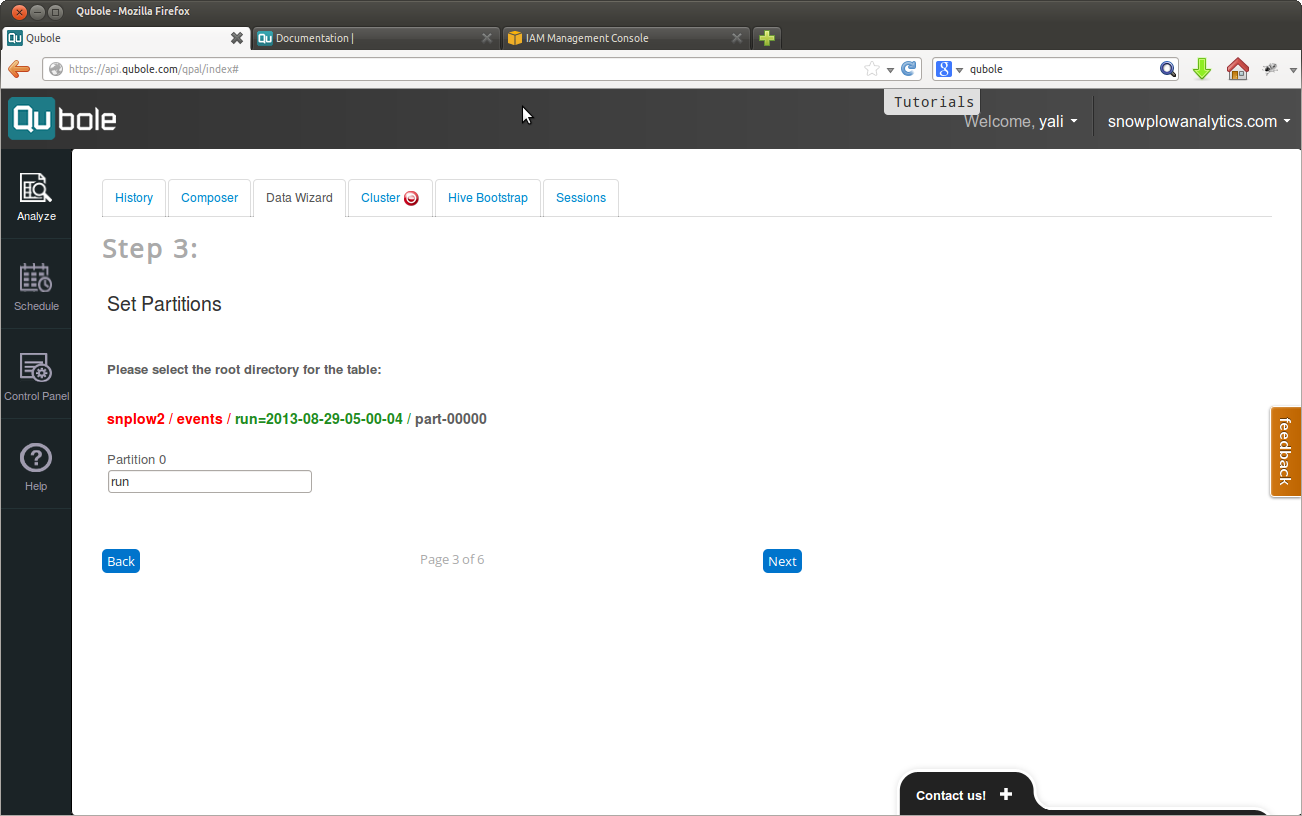 Qubole - Mozilla Firefox
Qubole
Documentation |
IAM Management Console
https://api.qubole.com/qpal/index#
8
qubole
Qubole
Tutorials
Welcome, yali
snowplowanalytics.com
Analyze
Schedule
Control Panel
Help
History
Composer
Data Wizard
Cluster
Hive Bootstrap
Sessions
Step 3:
Set Partitions
Please select the root directory for the table:
snplow2 / events / run=2013-08-29-05-00-04 / part-00000
Partition 0
run
Back
Page 3 of 6
Next
feedback
Contact us! +